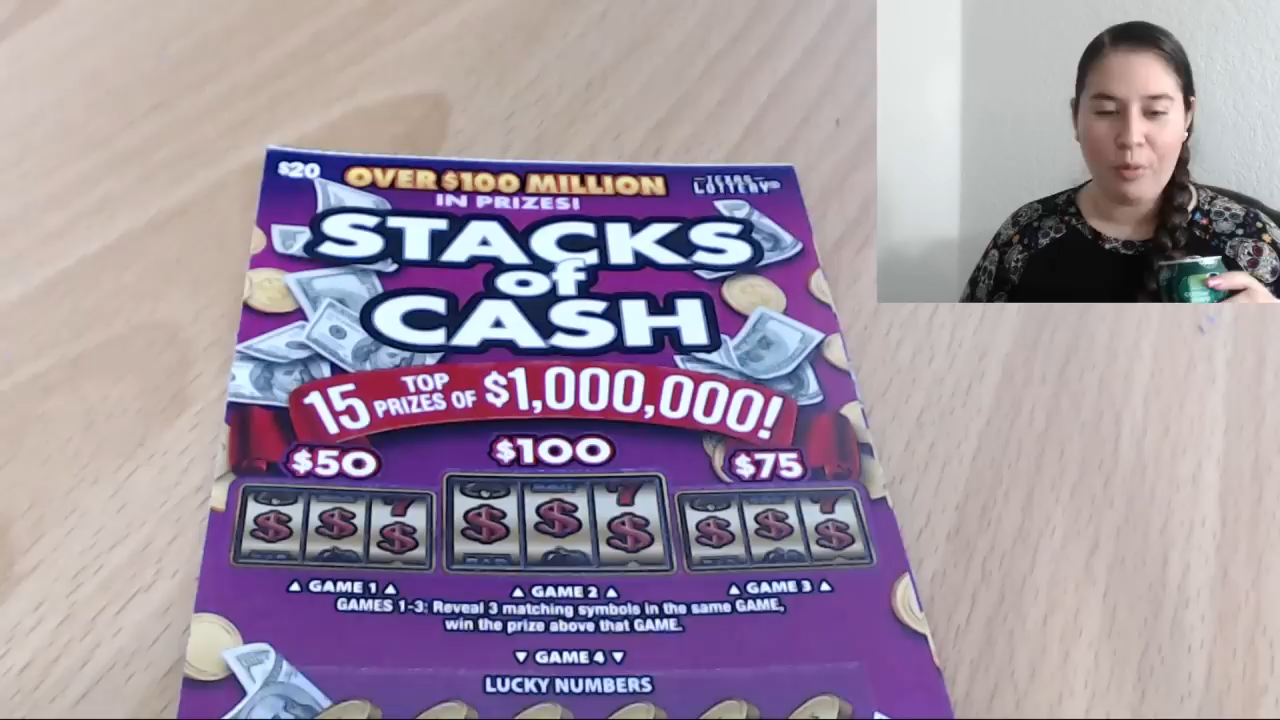 $20
OVER $100 MILLION
IN PRIZES!
TEXAS
LOTTERY®
STACKS
of
CASH
15 TOP PRIZES OF $1,000,000!
$50
$100
$75
▲ GAME 1 ▲
▲ GAME 2 ▲
▲ GAME 3 ▲
GAMES 1-3: Reveal 3 matching symbols in the same GAME,
win the prize above that GAME.
▼ GAME 4 ▼
LUCKY NUMBERS